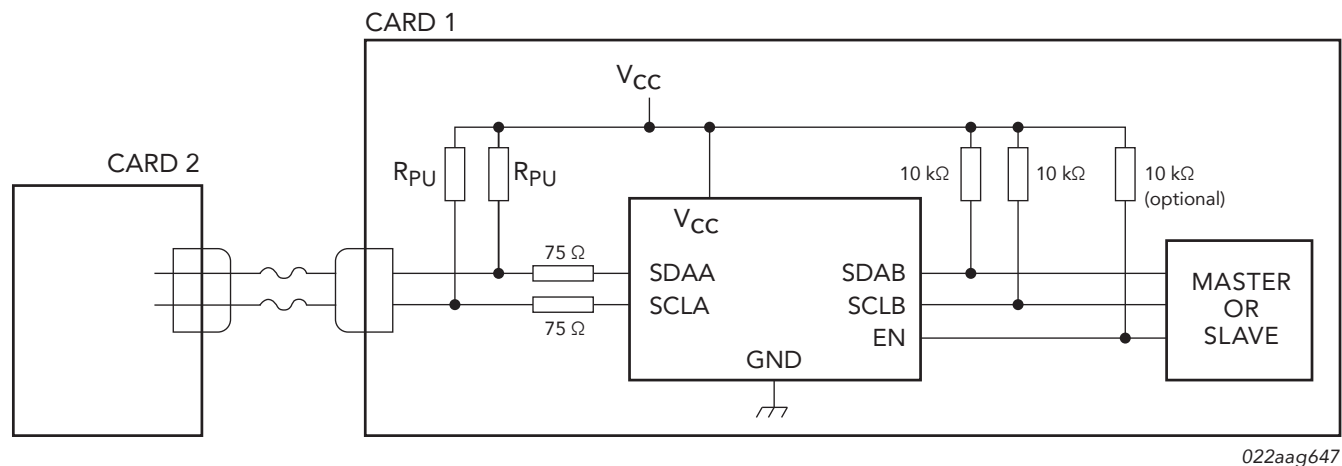 CARD 1
VCC
CARD 2
RPU
RPU
10 kΩ
10 kΩ
10 kΩ
(optional)
VCC
75 Ω
SDAA
SDAB
MASTER
OR
SLAVE
SCLA
SCLB
75 Ω
EN
GND
022aag647